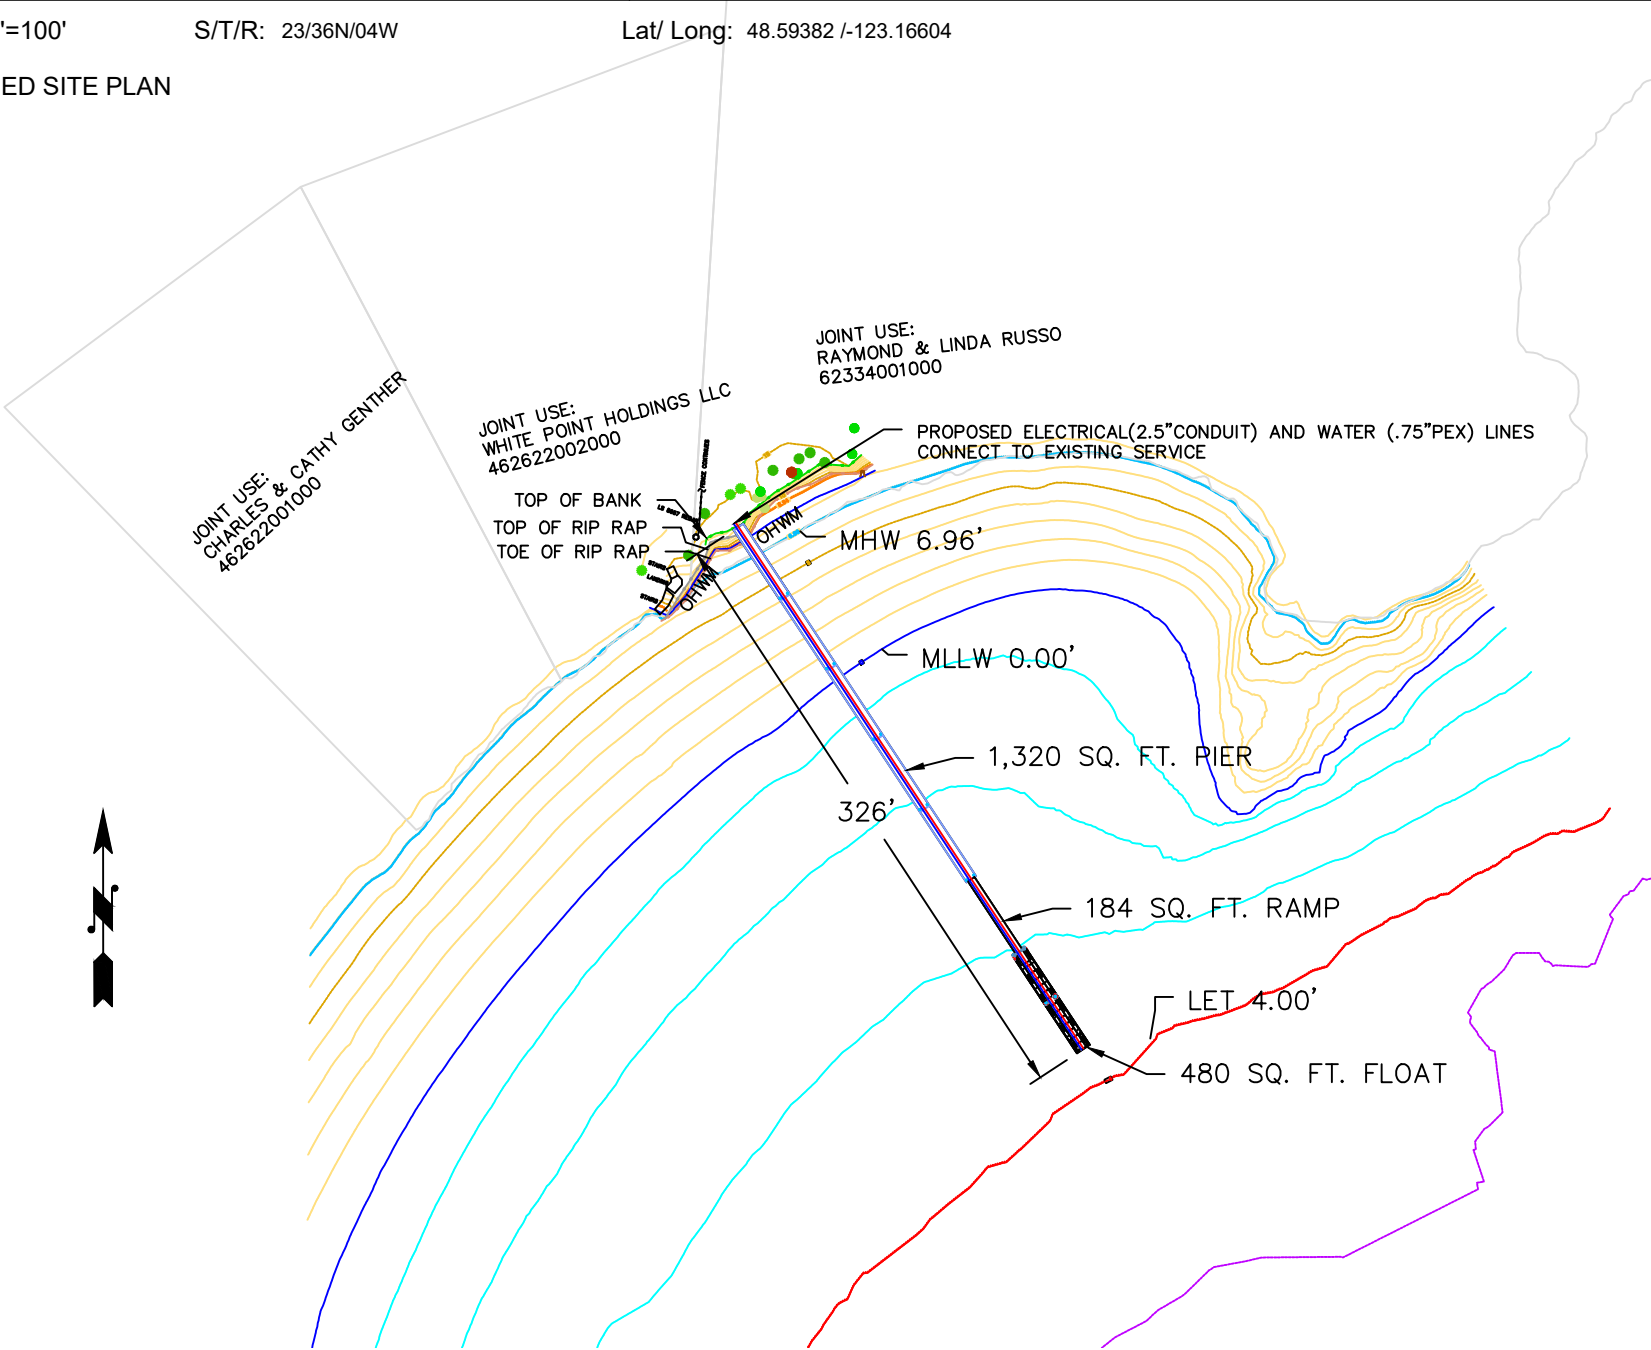 '=100'
S/T/R: 23/36N/04W
Lat/ Long: 48.59382 /-123.16604
ED SITE PLAN
JOINT USE:
RAYMOND & LINDA RUSSO
62334001000
JOINT USE:
WHITE POINT HOLDINGS LLC
462622002000
JOINT USE:
CHARLES & CATHY GENTHER
462622001000
PROPOSED ELECTRICAL(2.5"CONDUIT) AND WATER (.75"PEX) LINES
CONNECT TO EXISTING SERVICE
TOP OF BANK
TOP OF RIP RAP
TOE OF RIP RAP
OHWM
OHWM
STAIRS
MHW 6.96'
MLLW 0.00'
1,320 SQ. FT. PIER
326'
184 SQ. FT. RAMP
LET 4.00'
480 SQ. FT. FLOAT